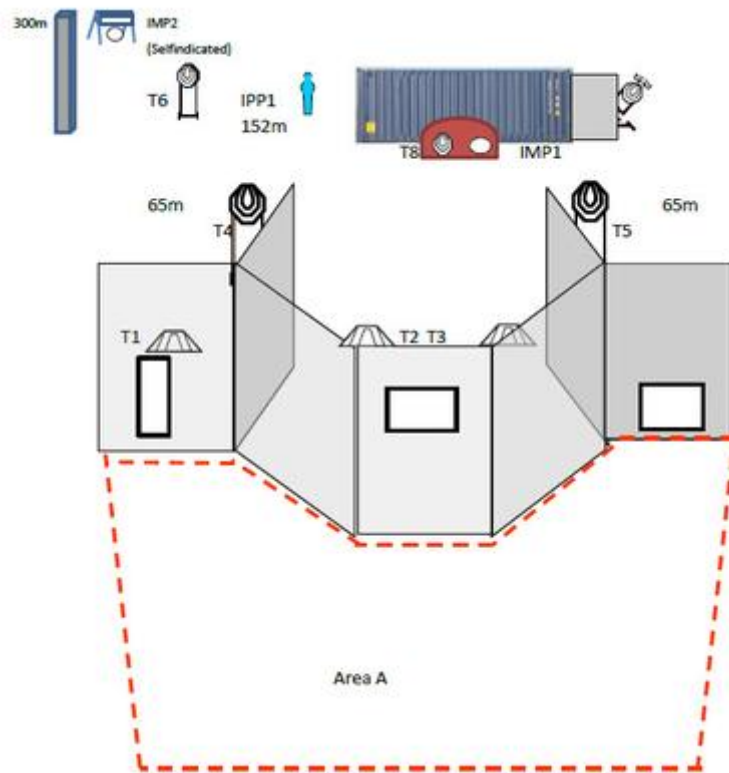 300m
IMP2
(Selfindicated)
T6
IPP1
152m
T8
IMP1
65m
65m
T4
T5
T1
T2 T3
Area A